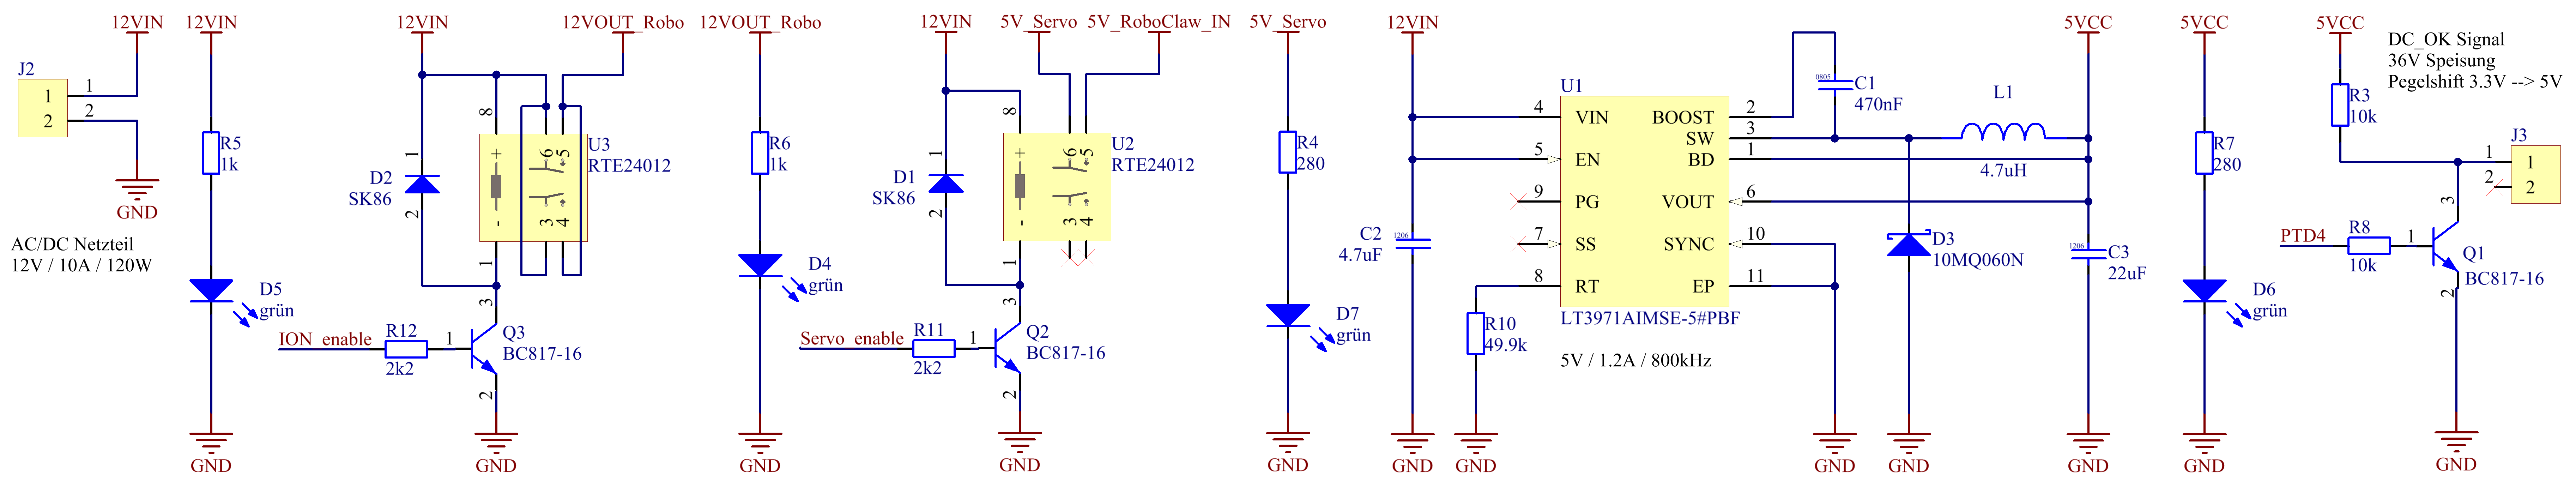 J2
1
2
1
2
12VIN
GND
AC/DC Netzteil
12V / 10A / 120W
12VIN
R5
1k
D5
grün
GND
12VIN
12VOUT_Robo
D2
SK86
1
2
8
+
-
1
6
5
3
4
U3
RTE24012
ION_enable
R12
2k2
1
3
2
Q3
BC817-16
GND
12VOUT_Robo
R6
1k
D4
grün
GND
12VIN
5V_Servo
5V_RoboClaw_IN
D1
SK86
1
2
8
+
-
1
6
5
3
4
U2
RTE24012
Servo_enable
R11
2k2
1
3
2
Q2
BC817-16
GND
5V_Servo
R4
280
D7
grün
GND
12VIN
C2
1206
4.7uF
GND
R10
49.9k
GND
U1
4 VIN
5 EN
9 PG
7 SS
8 RT
BOOST 2
SW 3
BD 1
VOUT 6
SYNC 10
EP 11
LT3971AIMSE-5#PBF
5V / 1.2A / 800kHz
0805
C1
470nF
GND
D3
10MQ060N
GND
L1
4.7uH
5VCC
1206
C3
22uF
GND
5VCC
R7
280
D6
grün
GND
5VCC
DC_OK Signal
36V Speisung
Pegelshift 3.3V --> 5V
R3
10k
J3
1
2
1
2
PTD4
R8
10k
1
3
2
Q1
BC817-16
GND